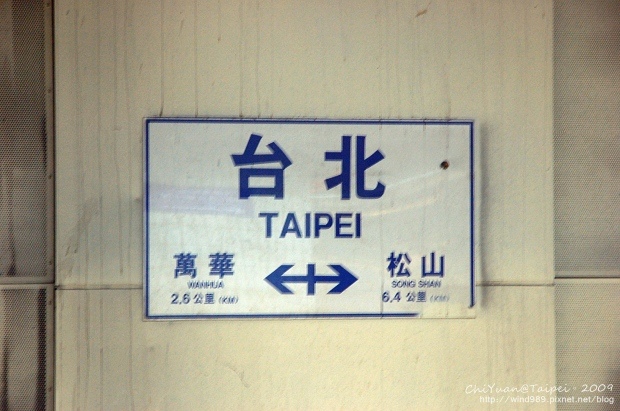 台北
TAIPEI
萬華 松山
WANHUA SONG SHAN
2.6 公里 (KM) 6.4 公里 (KM)
ChiYuan@Taipei · 2009
http://wind989.pixnet.net/blog